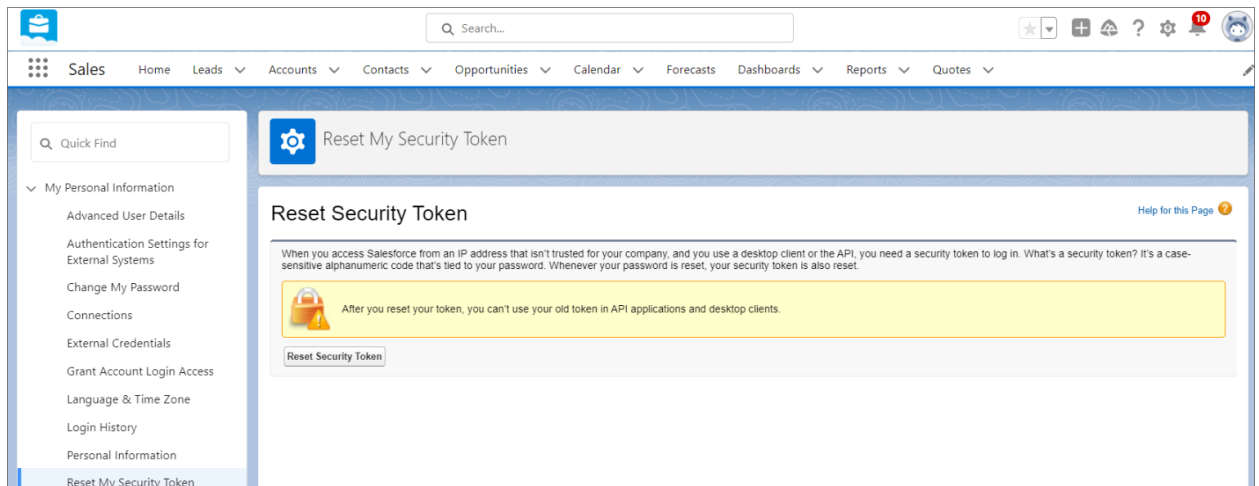 Search...
10
Sales Home Leads Accounts Contacts Opportunities Calendar Forecasts Dashboards Reports Quotes
Quick Find
My Personal Information
Advanced User Details
Authentication Settings for
External Systems
Change My Password
Connections
External Credentials
Grant Account Login Access
Language & Time Zone
Login History
Personal Information
Reset My Security Token
Reset My Security Token
Reset Security Token
Help for this Page
When you access Salesforce from an IP address that isn't trusted for your company, and you use a desktop client or the API, you need a security token to log in. What's a security token? It's a case-
sensitive alphanumeric code that's tied to your password. Whenever your password is reset, your security token is also reset.
After you reset your token, you can't use your old token in API applications and desktop clients.
Reset Security Token